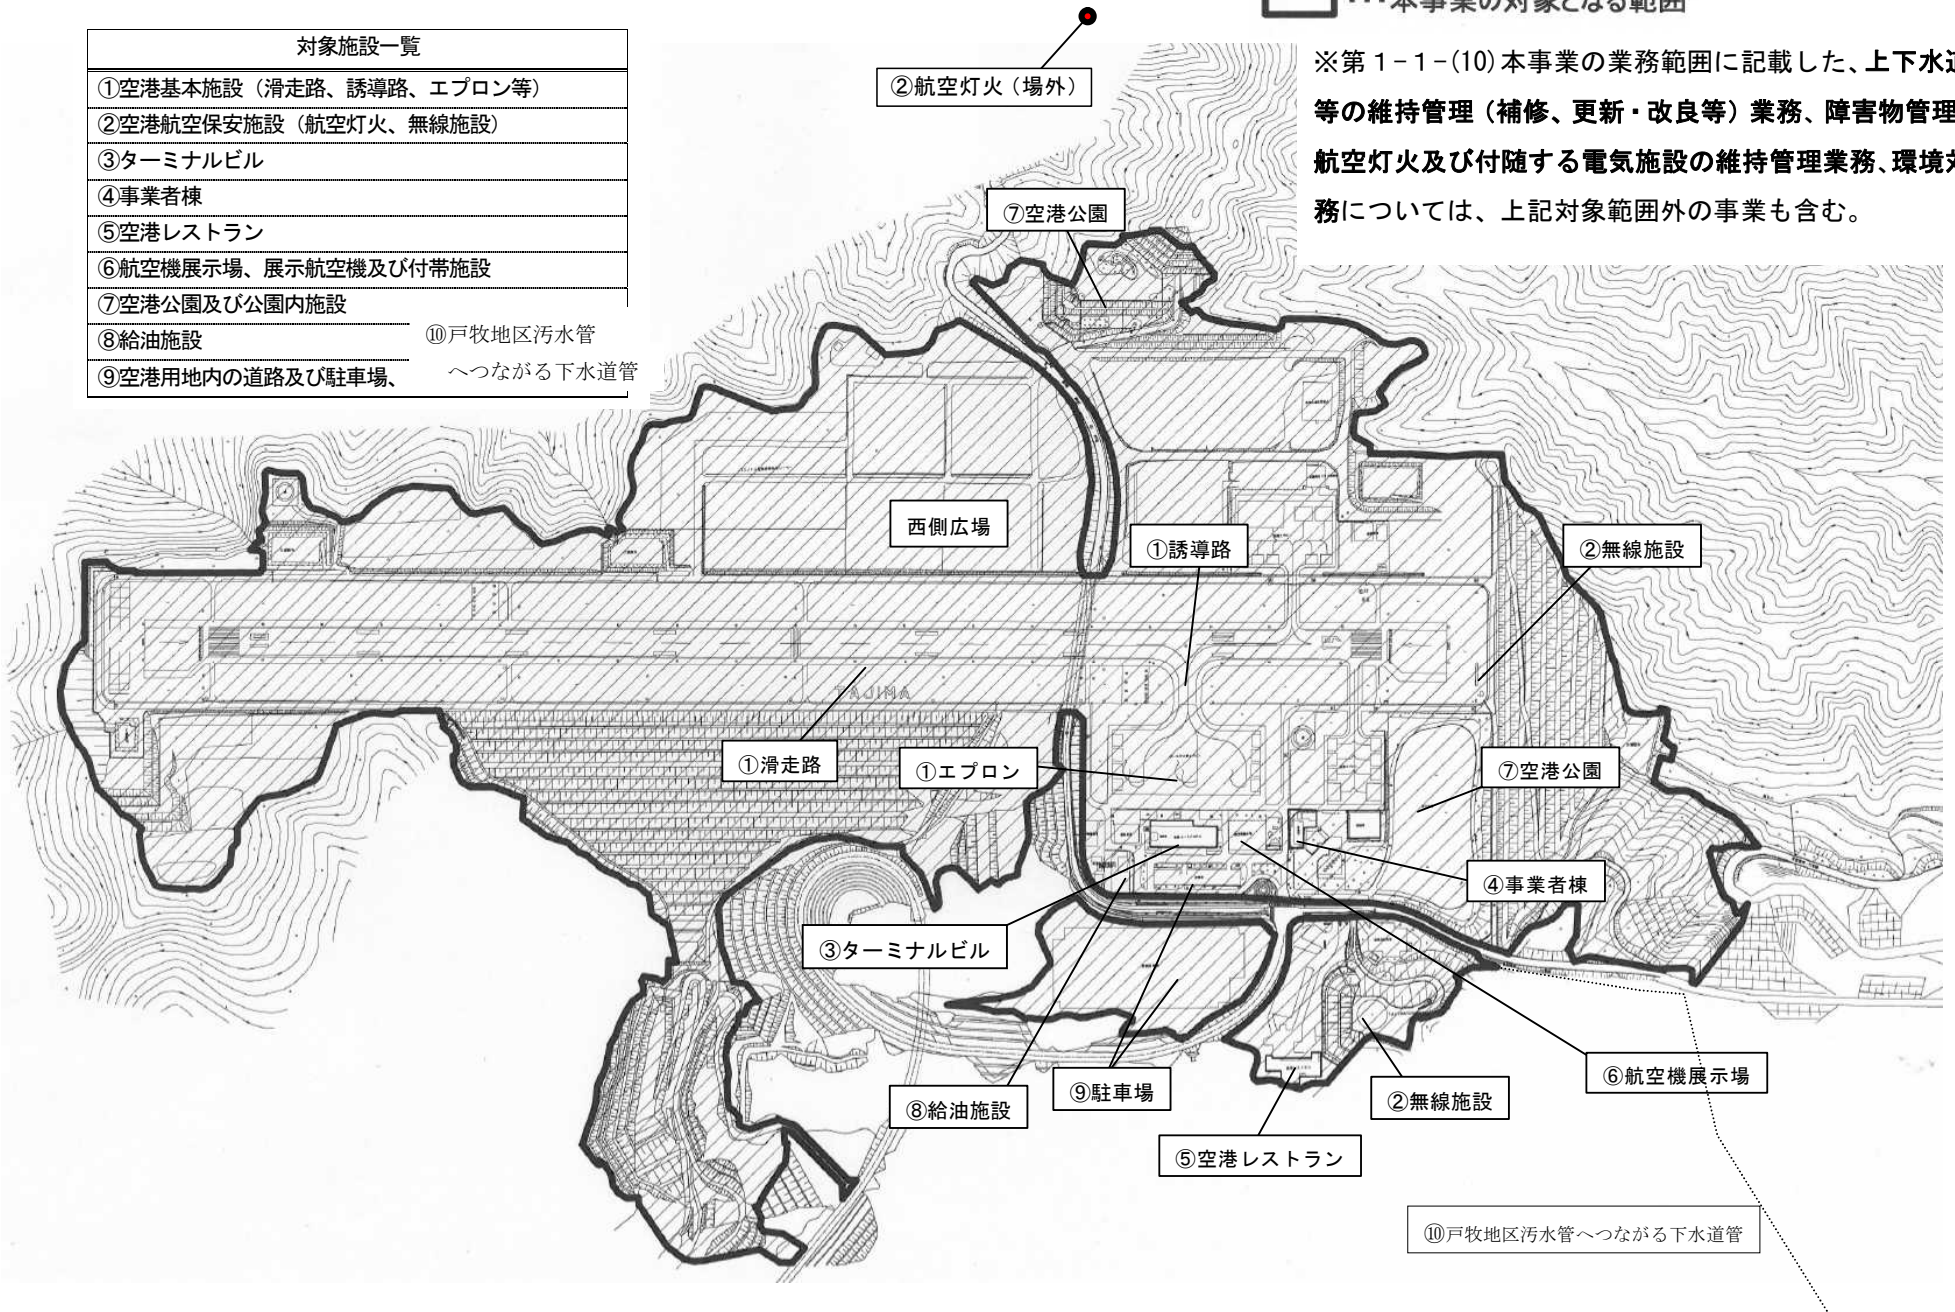 ・・・本事業の対象となる範囲
対象施設一覧
①空港基本施設（滑走路、誘導路、エプロン等）
②空港航空保安施設（航空灯火、無線施設）
③ターミナルビル
④事業者棟
⑤空港レストラン
⑥航空機展示場、展示航空機及び付帯施設
⑦空港公園及び公園内施設
⑧給油施設
⑨空港用地内の道路及び駐車場、
⑩戸牧地区汚水管
へつながる下水道管
②航空灯火（場外）
※第１-１-(10)本事業の業務範囲に記載した、上下水道
等の維持管理（補修、更新・改良等）業務、障害物管理
航空灯火及び付随する電気施設の維持管理業務、環境対
務については、上記対象範囲外の事業も含む。
⑦空港公園
西側広場
①誘導路
②無線施設
TAJIMA
①滑走路
①エプロン
⑦空港公園
④事業者棟
③ターミナルビル
⑥航空機展示場
⑧給油施設
⑨駐車場
②無線施設
⑤空港レストラン
⑩戸牧地区汚水管へつながる下水道管